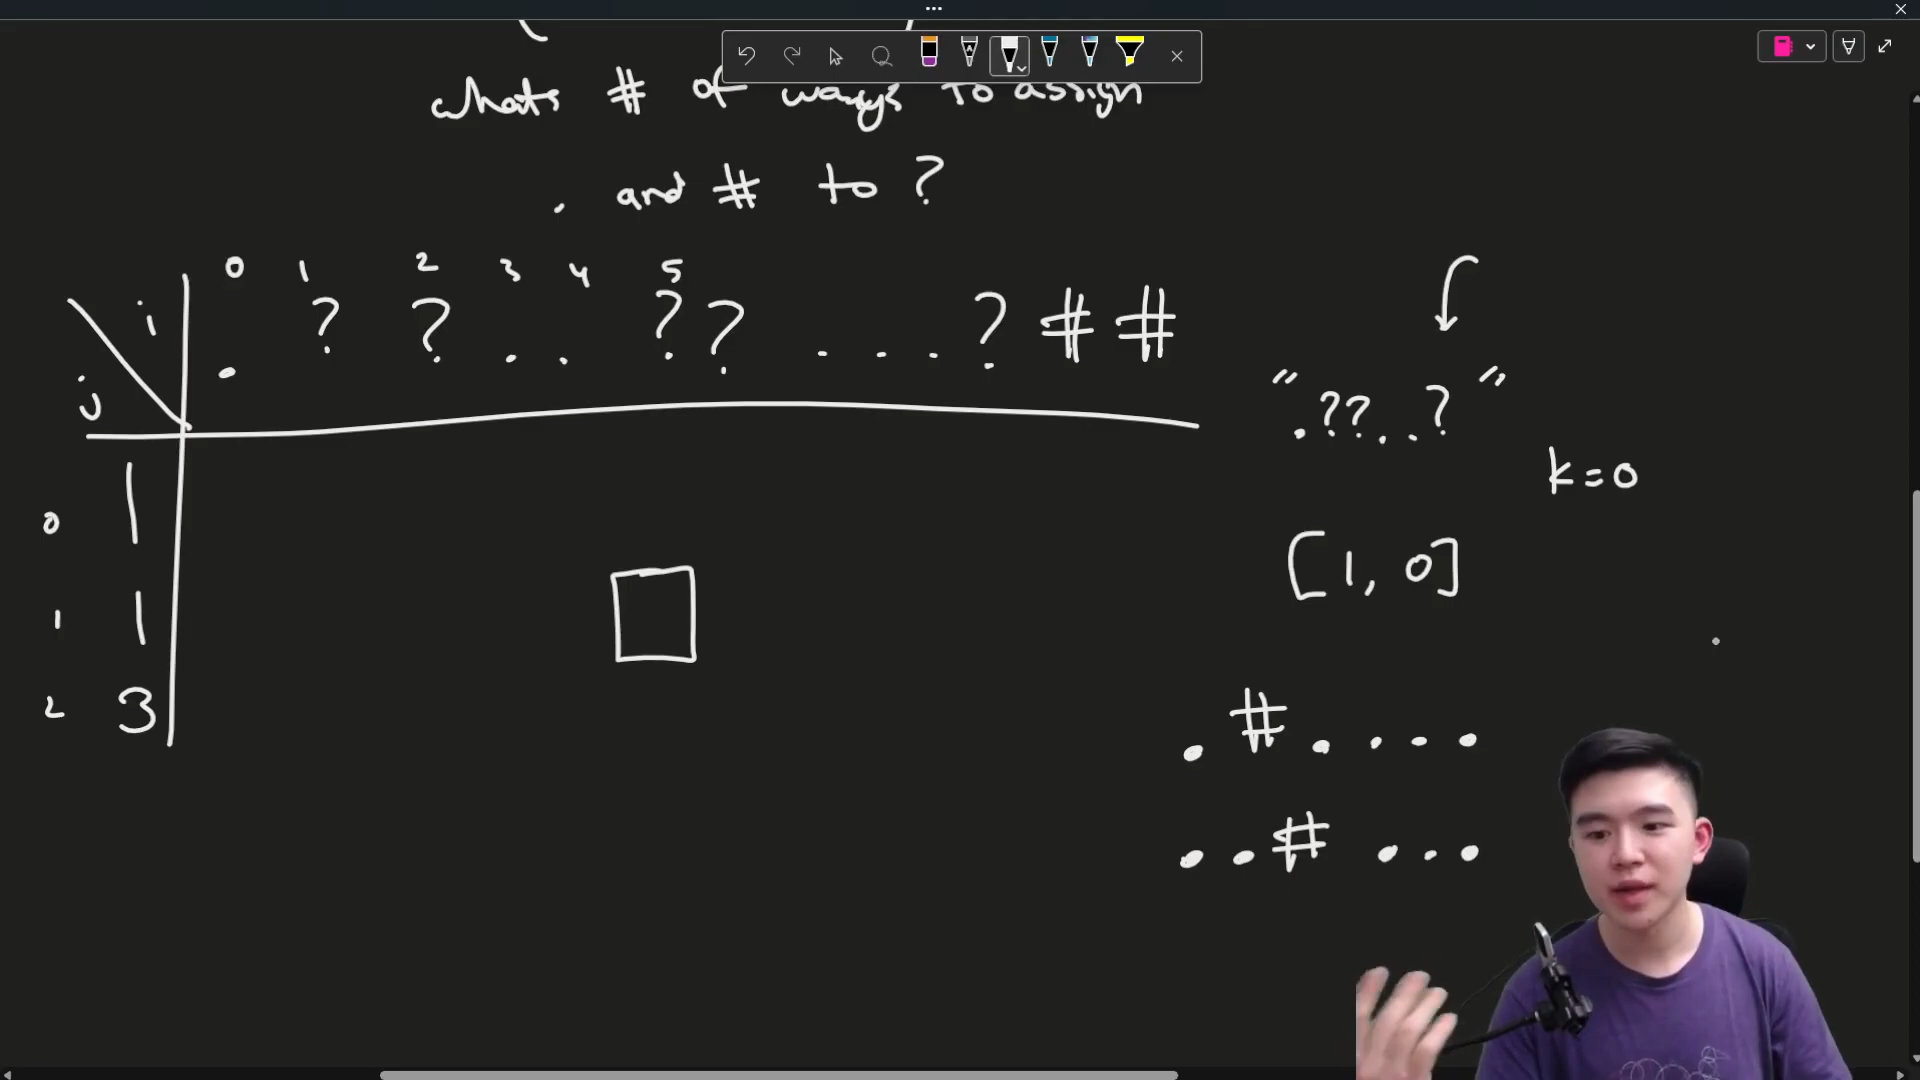 whats # of ways to assign
. and # to ?
0 1 2 3 4 5
i . ? ? . . ? ? . . . ? # #
j
0 1
1 1
2 3
" . ? ? . . ? "
k = 0
[1, 0]
. # . . . .
. . # . . .